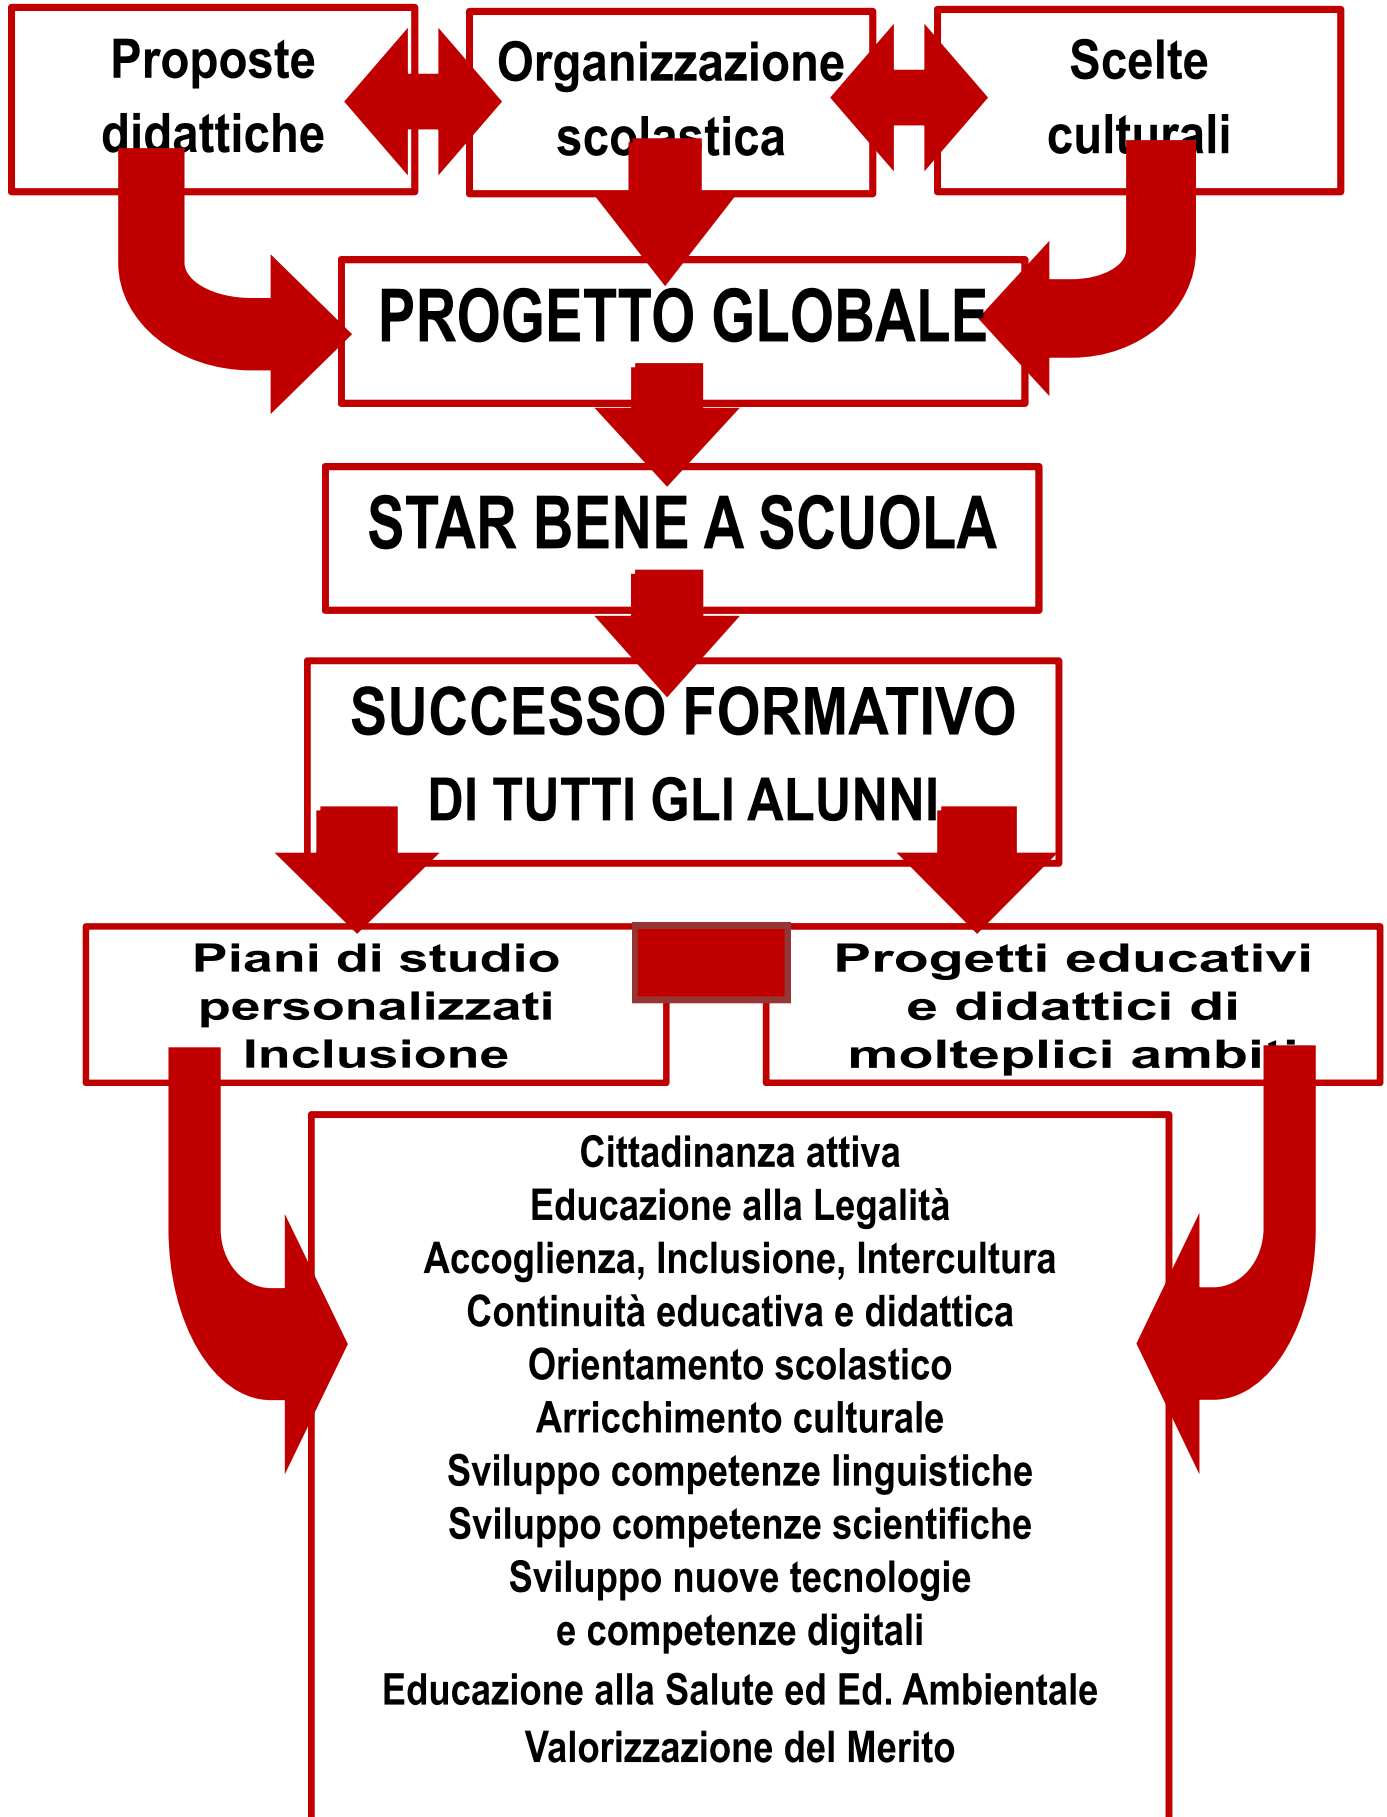 Proposte
didattiche
Organizzazione
scolastica
Scelte
culturali
PROGETTO GLOBALE
STAR BENE A SCUOLA
SUCCESSO FORMATIVO
DI TUTTI GLI ALUNNI
Piani di studio
personalizzati
Inclusione
Progetti educativi
e didattici di
molteplici ambiti
Cittadinanza attiva
Educazione alla Legalità
Accoglienza, Inclusione, Intercultura
Continuità educativa e didattica
Orientamento scolastico
Arricchimento culturale
Sviluppo competenze linguistiche
Sviluppo competenze scientifiche
Sviluppo nuove tecnologie
e competenze digitali
Educazione alla Salute ed Ed. Ambientale
Valorizzazione del Merito